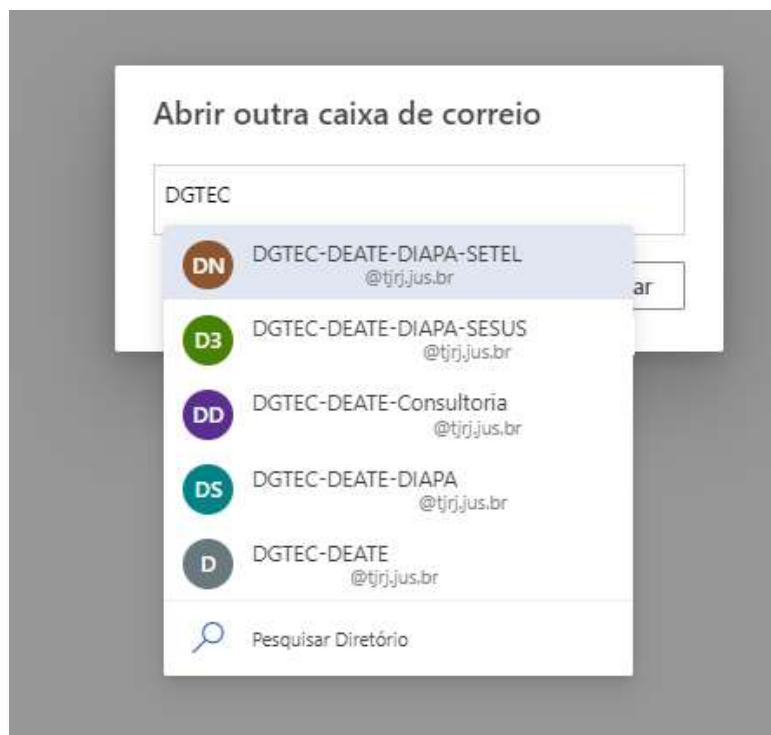 Abrir outra caixa de correio
DGTEC
DN DGTEC-DEATE-DIAPA-SETEL
@tjrj.jus.br
ar
D3 DGTEC-DEATE-DIAPA-SESUS
@tjrj.jus.br
DD DGTEC-DEATE-Consultoria
@tjrj.jus.br
DS DGTEC-DEATE-DIAPA
@tjrj.jus.br
D DGTEC-DEATE
@tjrj.jus.br
Pesquisar Diretório